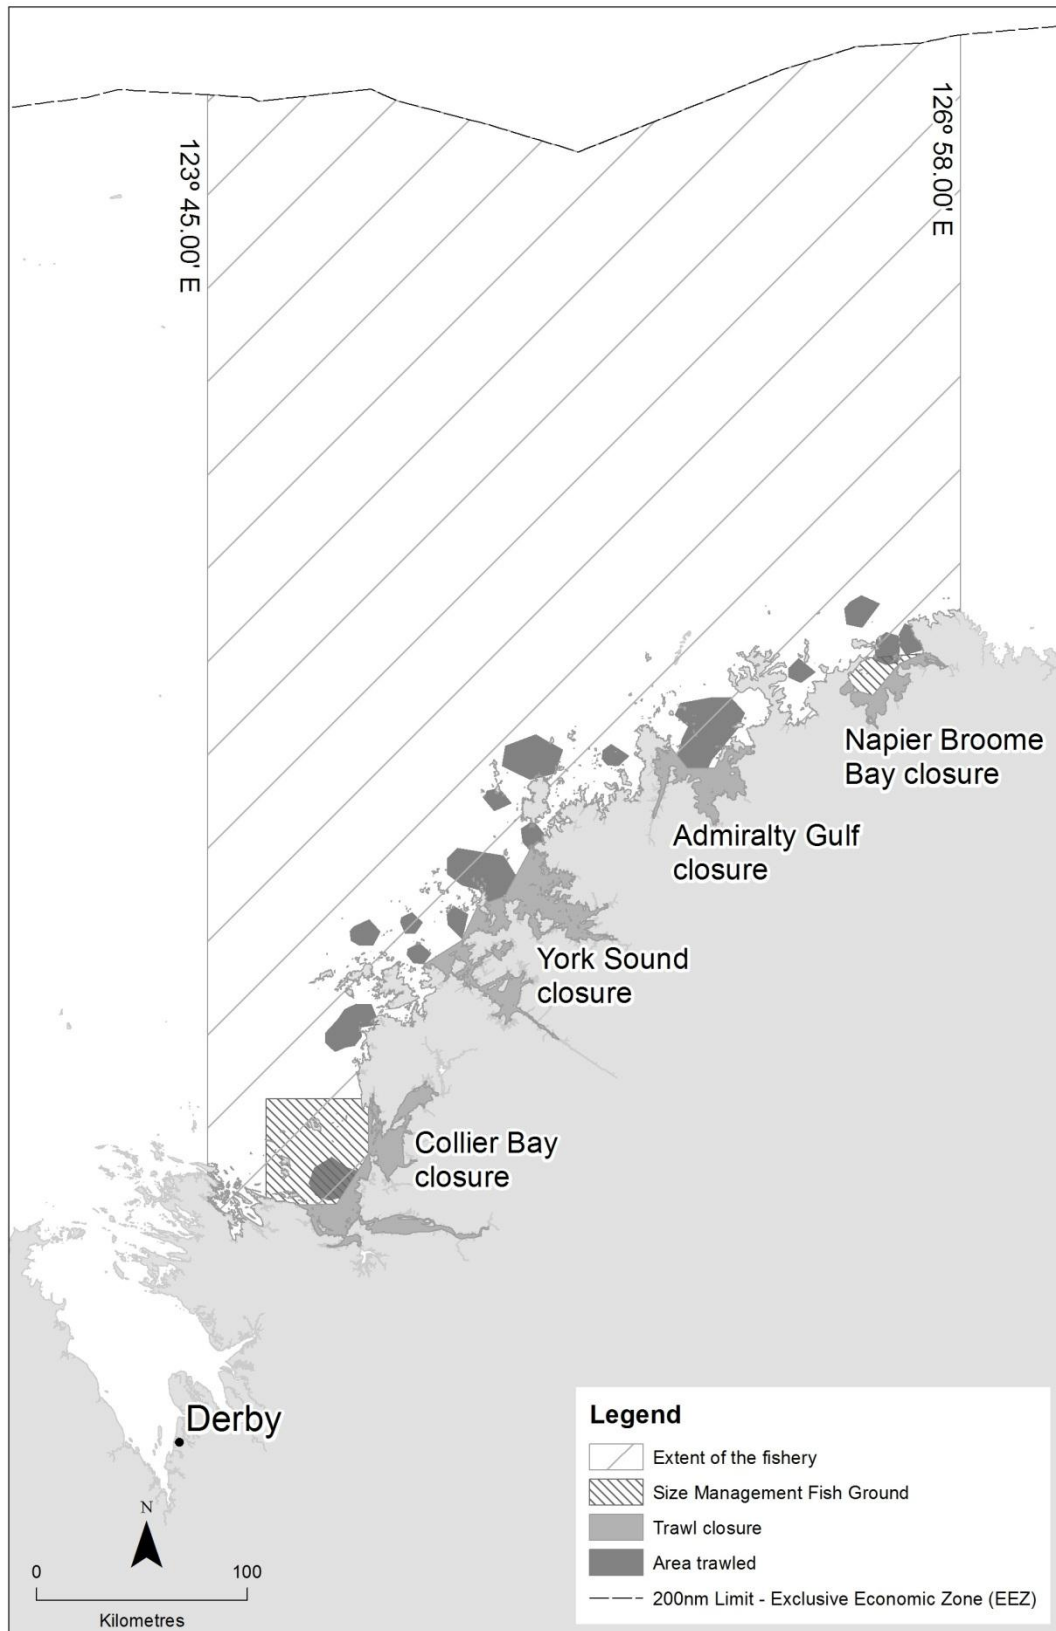 123° 45.00' E
126° 58.00' E
Napier Broome
Bay closure
Admiralty Gulf
closure
York Sound
closure
Collier Bay
closure
Derby
N
0 100
Kilometres
Legend
Extent of the fishery
Size Management Fish Ground
Trawl closure
Area trawled
200nm Limit - Exclusive Economic Zone (EEZ)